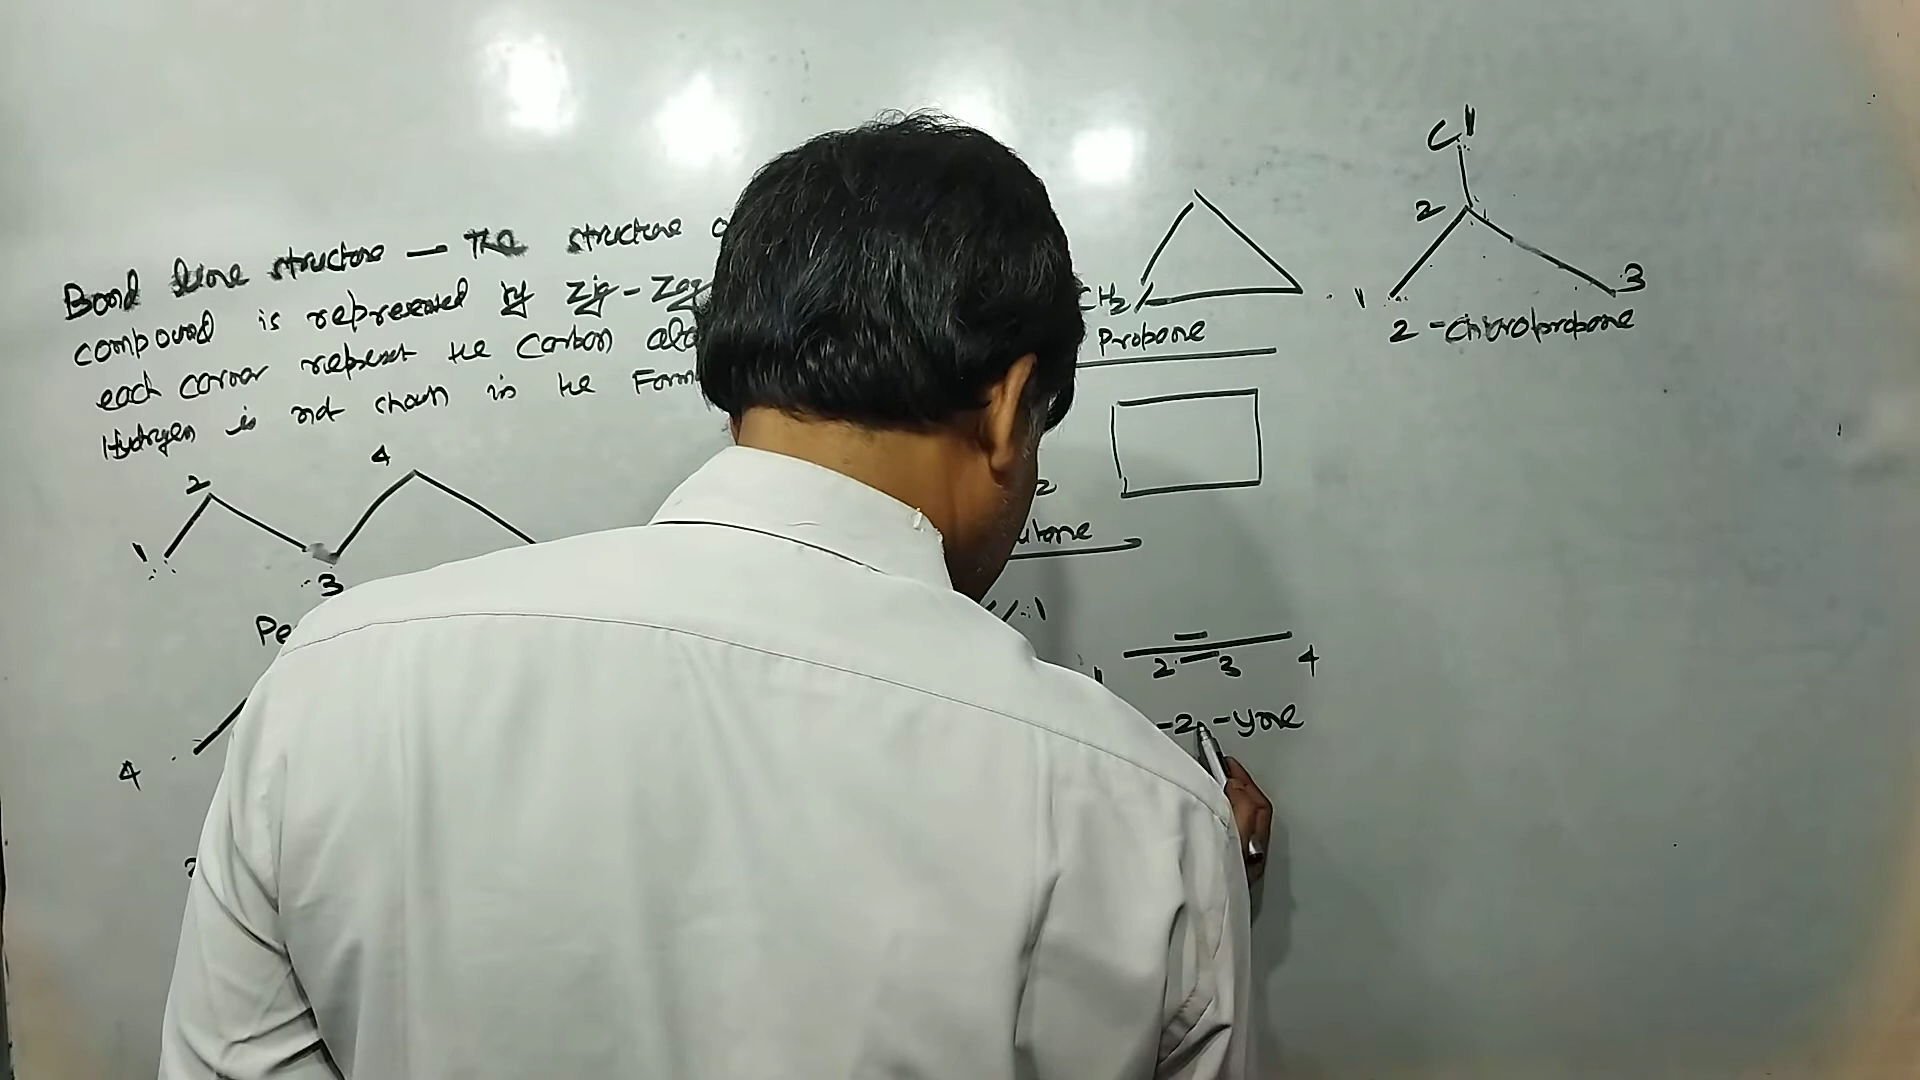 Bond line structure — The structure
compound is represented by Zig-Zag
each corner represent the Carbon
Hydrogen is not shown in the Form
1 2 3 4
Pe
4
CH2
Propane
utane
2 3 4
-2-yne
Cl
2
1 3
2-Chloropropane